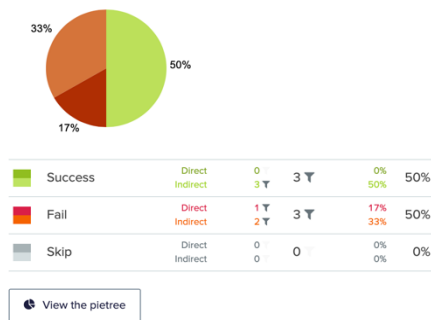 33%
50%
17%
Success Direct 0 3 0% 50%
Indirect 3 50%
Fail Direct 1 3 17% 50%
Indirect 2 33%
Skip Direct 0 0 0% 0%
Indirect 0 0%
View the pietree